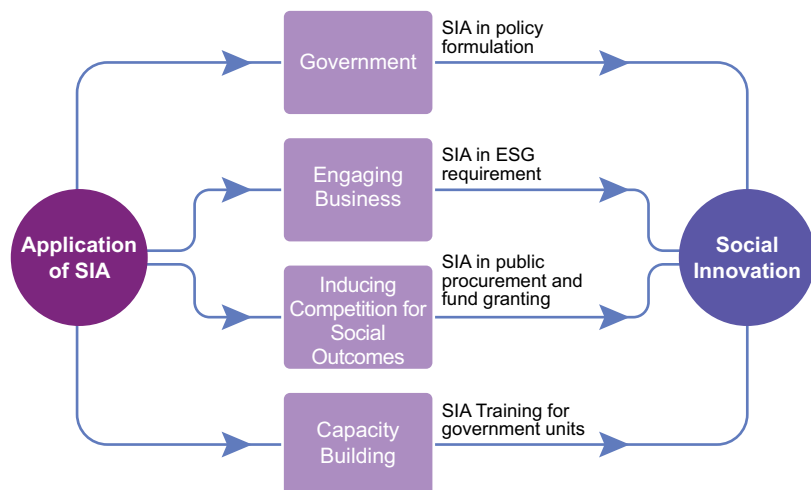 Government
SIA in policy
formulation
Engaging
Business
SIA in ESG
requirement
Application
of SIA
Social
Innovation
Inducing
Competition for
Social
Outcomes
SIA in public
procurement and
fund granting
Capacity
Building
SIA Training for
government units